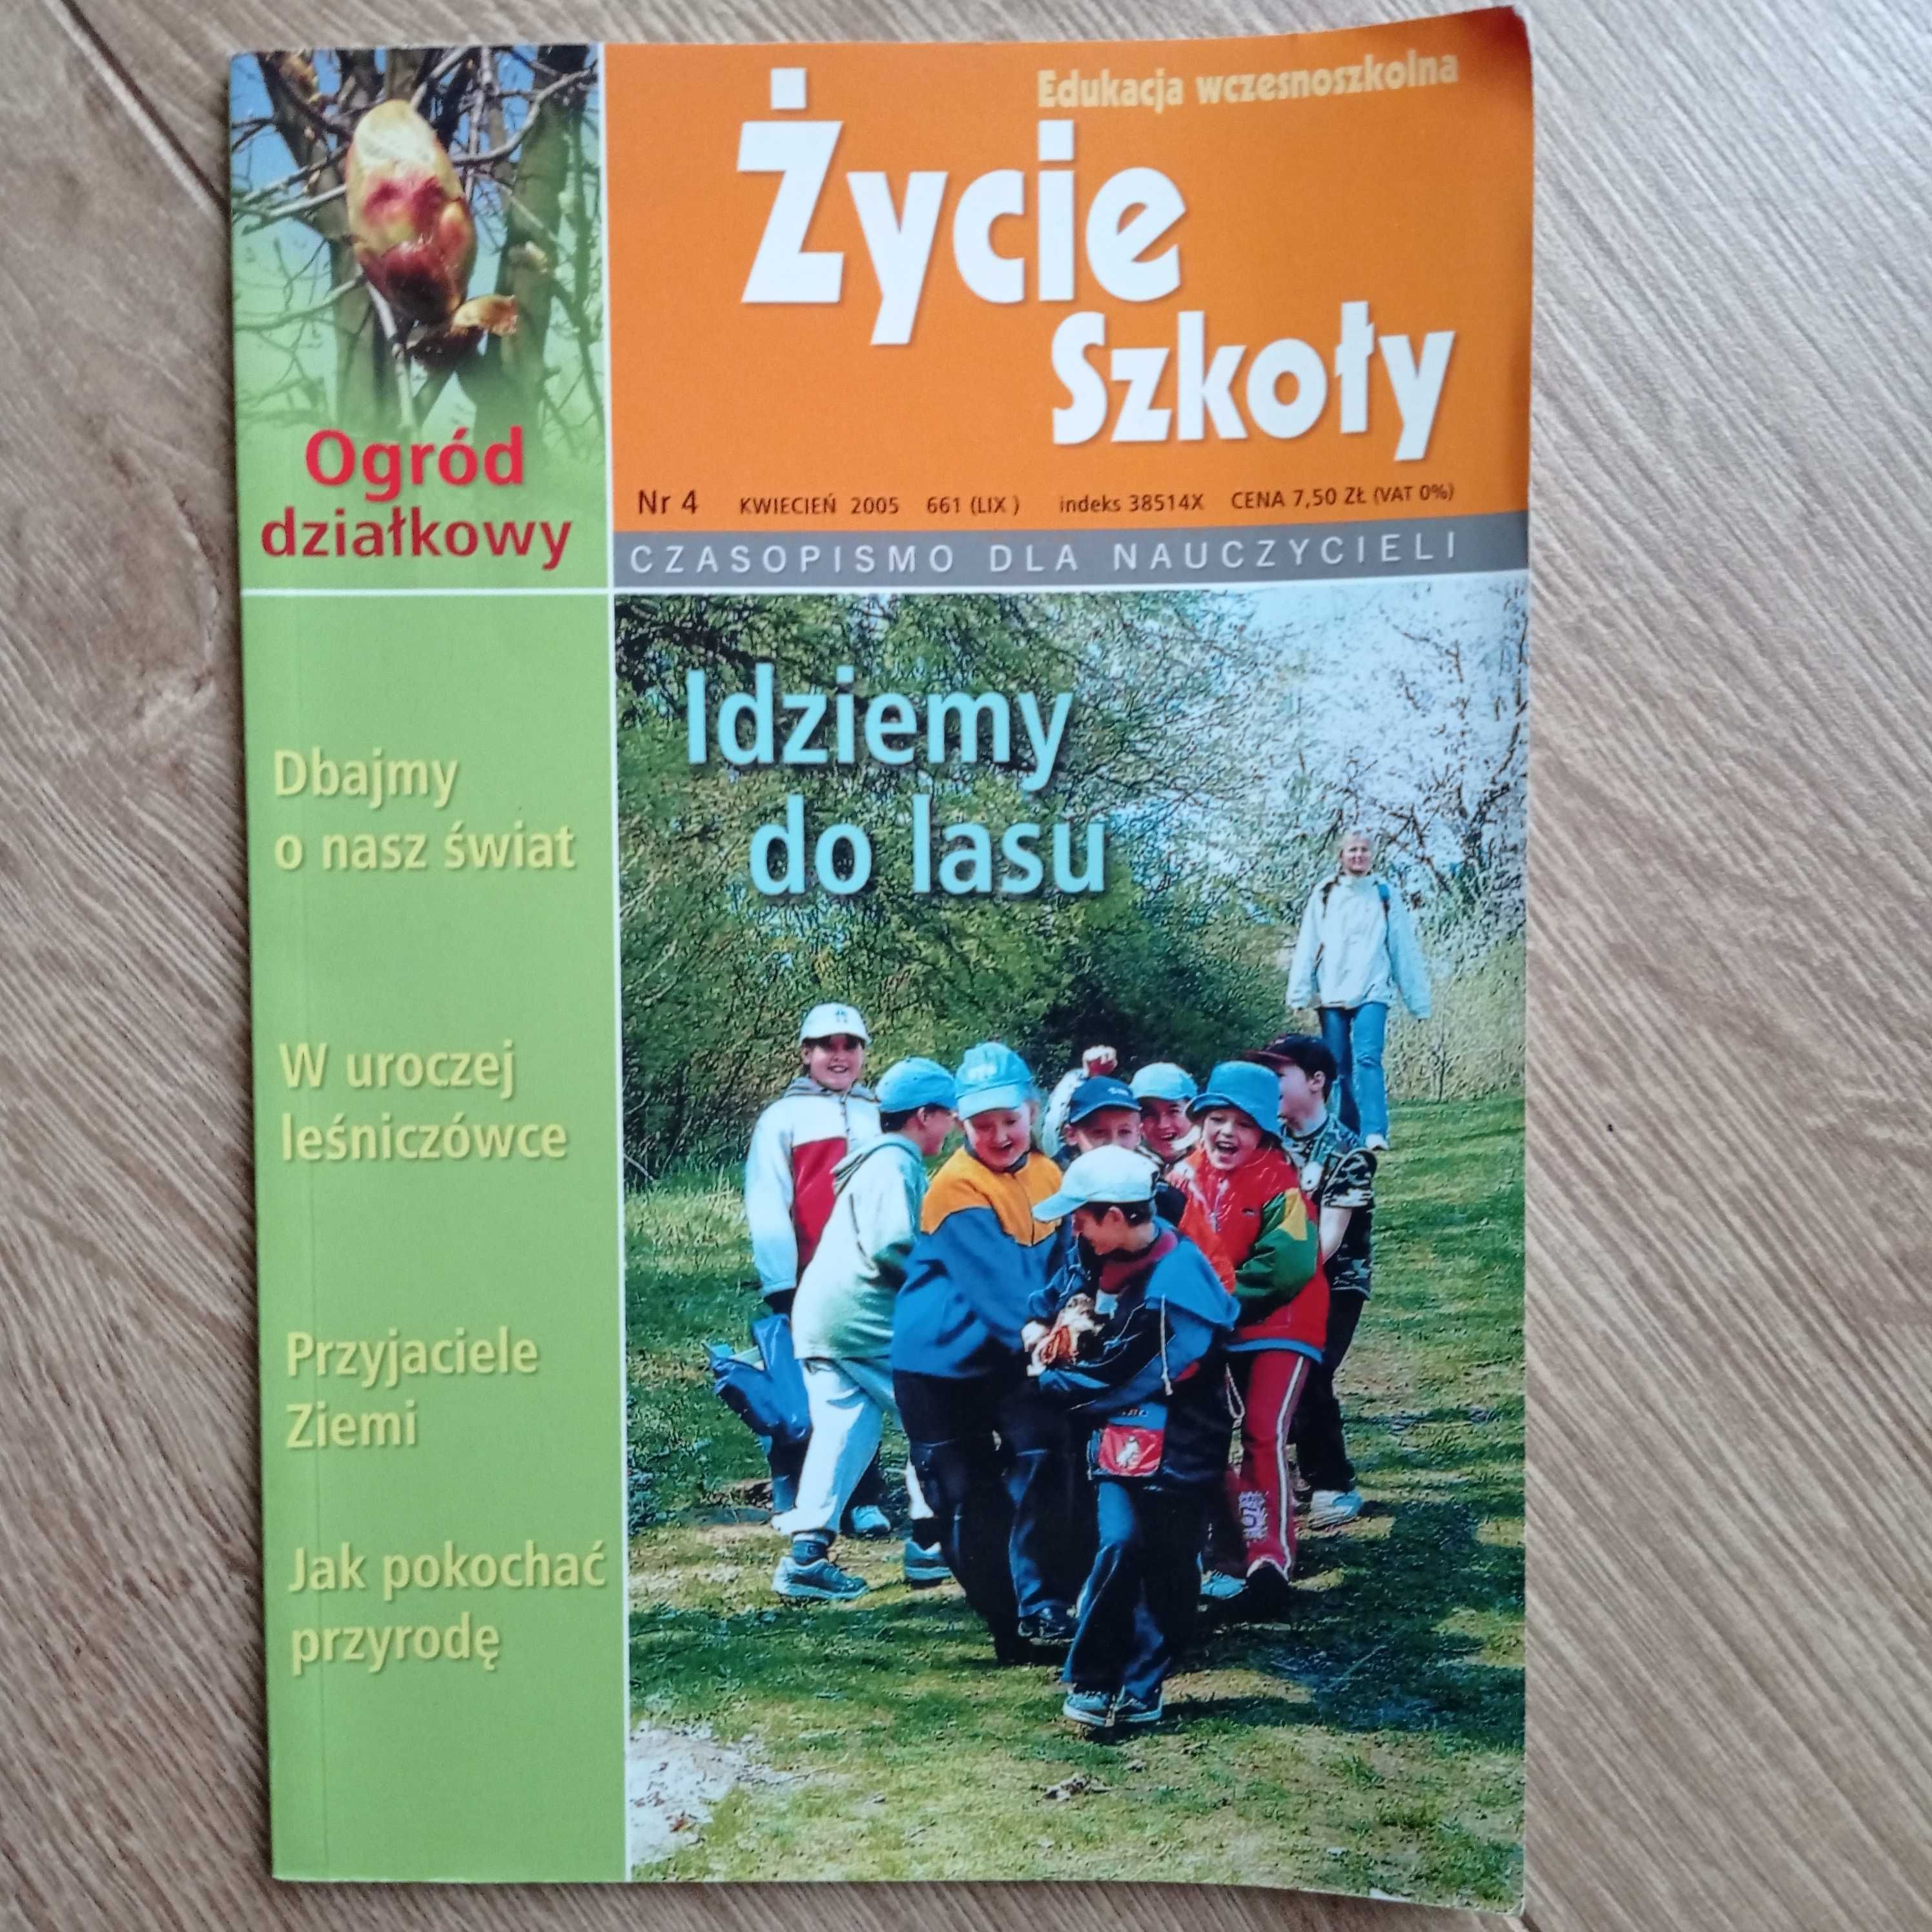 Edukacja wczesnoszkolna
Życie
Szkoły
Nr 4 KWIECIEŃ 2005 661 (LIX ) indeks 38514X CENA 7,50 ZŁ (VAT 0%)
CZASOPISMO DLA NAUCZYCIELI
Ogród
działkowy
Idziemy
do lasu
Dbajmy
o nasz świat
W uroczej
leśniczówce
Przyjaciele
Ziemi
Jak pokochać
przyrodę